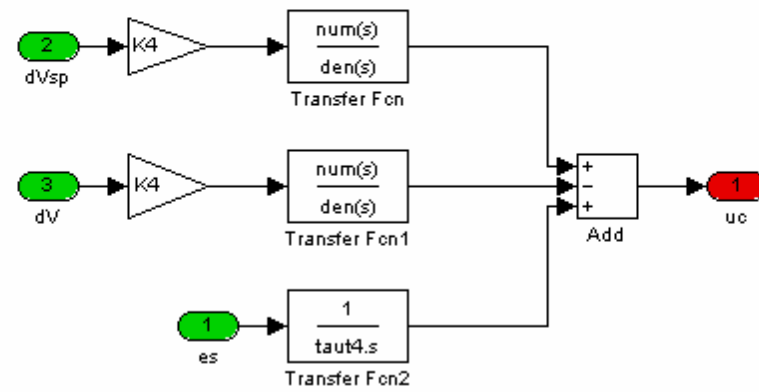 2
dVsp
K4
num(s)
den(s)
Transfer Fcn
3
dV
K4
num(s)
den(s)
Transfer Fcn1
+
−
+
Add
1
uc
1
es
1
taut4.s
Transfer Fcn2